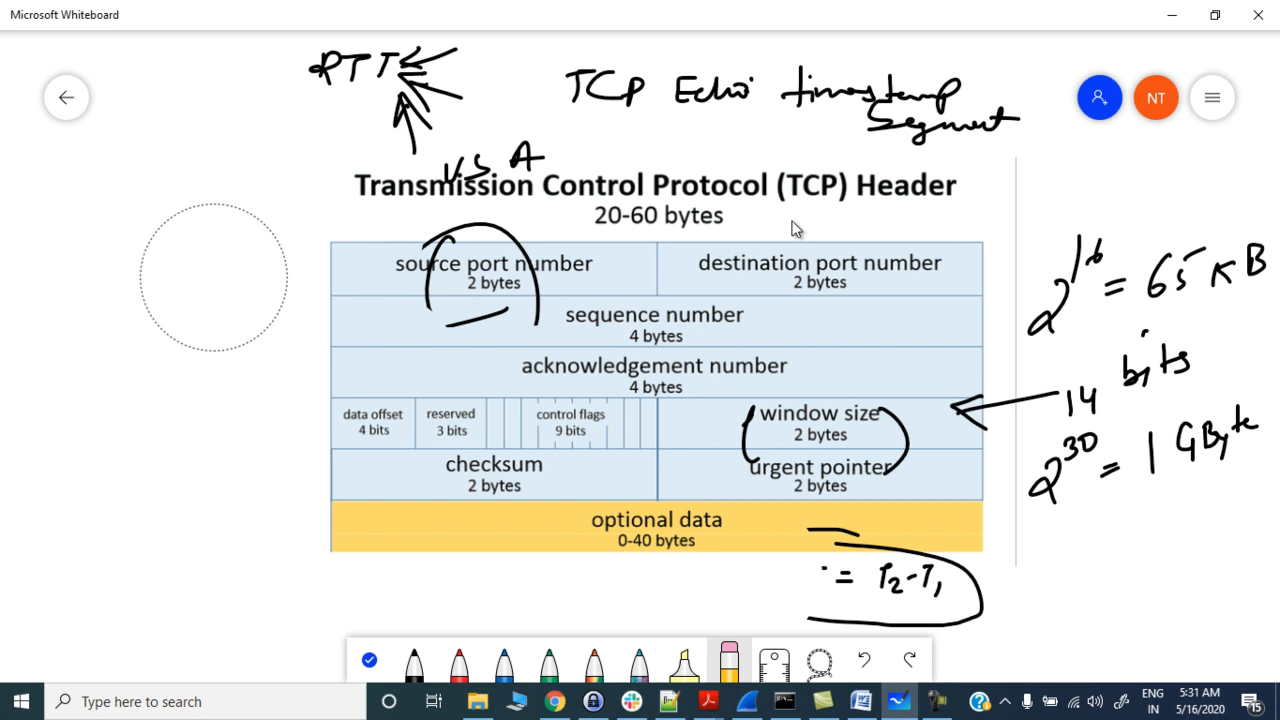 Microsoft Whiteboard
RTT
TCP Echo timestamp
Segment
NT
VS A
Transmission Control Protocol (TCP) Header
20-60 bytes
source port number
2 bytes
destination port number
2 bytes
sequence number
4 bytes
acknowledgement number
4 bytes
data offset
4 bits
reserved
3 bits
control flags
9 bits
window size
2 bytes
checksum
2 bytes
urgent pointer
2 bytes
optional data
0-40 bytes
2^16 = 65 KB
14 bits
2^30 = 1 GByte
= T2-T1
Type here to search
ENG
IN
5:31 AM
5/16/2020
15